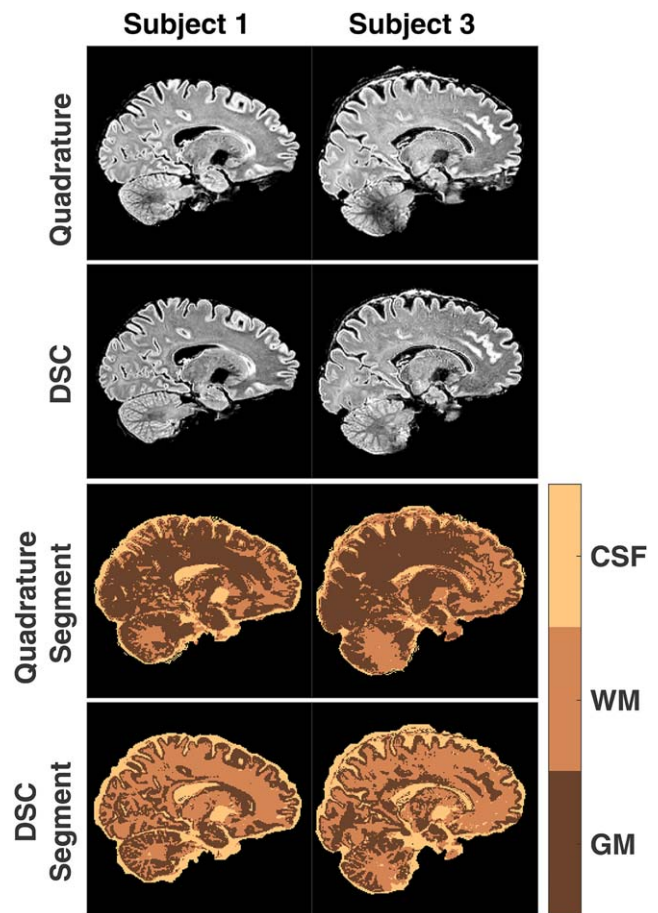 Subject 1
Subject 3
Quadrature
DSC
Quadrature
Segment
DSC
Segment
CSF
WM
GM